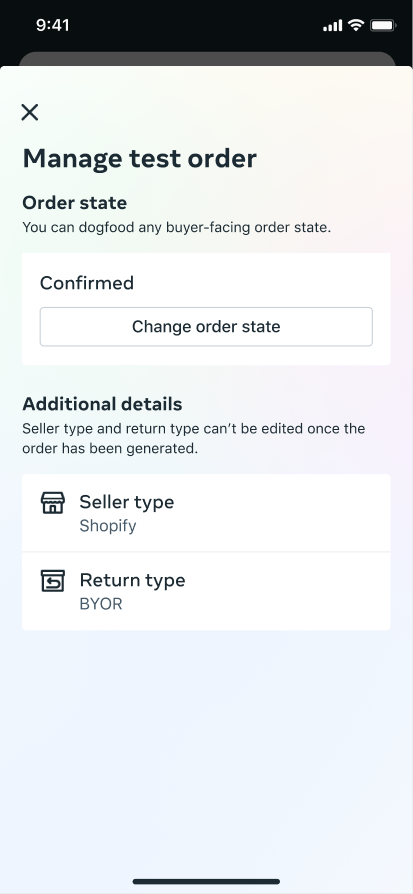 9:41
Manage test order
Order state
You can dogfood any buyer-facing order state.
Confirmed
Change order state
Additional details
Seller type and return type can’t be edited once the
order has been generated.
Seller type
Shopify
Return type
BYOR